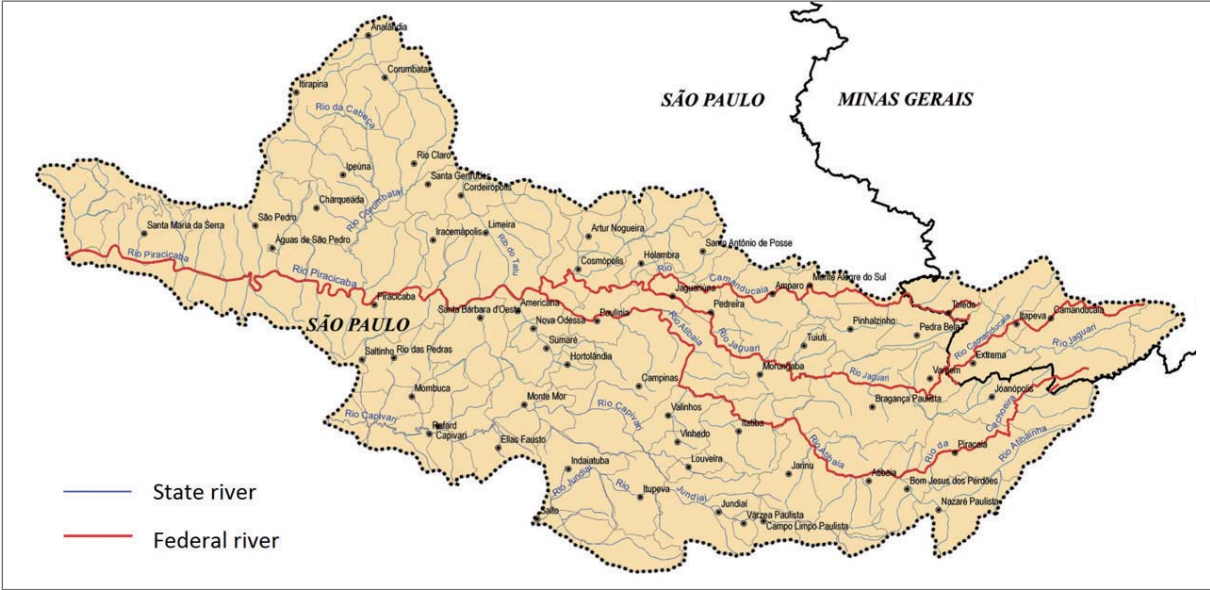 Analândia
Corumbataí
Itirapina
SÃO PAULO
MINAS GERAIS
Rio da Cabeça
Rio Claro
Ipeúna
Santa Gertrudes
Cordeirópolis
Charqueada
Rio Corumbataí
Santa Maria da Serra
São Pedro
Limeira
Iracemápolis
Rib do Tatu
Artur Nogueira
Águas de São Pedro
Santo Antônio de Posse
Rio Piracicaba
Cosmópolis
Holambra
Rio Piracicaba
Rio
Camanducaia
Monte Alegre do Sul
Jaguariúna
Amparo
Piracicaba
Santa Bárbara d'Oeste
Americana
Pedreira
Toledo
Itapeva
Camanducaia
SÃO PAULO
Nova Odessa
Paulínia
Rio Atibaia
Pinhalzinho
Pedra Bela
Rio Camanducaia
Rio Jaguari
Sumaré
Rio Jaguari
Tuiuti
Saltinho
Rio das Pedras
Hortolândia
Extrema
Morungaba
Rio Jaguari
Vargem
Campinas
Joanópolis
Mombuca
Monte Mor
Bragança Paulista
Rio Capivari
Rio Capivari
Valinhos
Cachoeira
Rafard
Capivari
Itatiba
Vinhedo
Elias Fausto
Rio Atibaia
Rio da
Piracaia
Rio Atibainha
Indaiatuba
Louveira
Jarinu
Atibaia
Bom Jesus dos Perdões
State river
Rio Jundiaí
Rio
Itupeva
Jundiaí
Nazaré Paulista
Salto
Jundiaí
Várzea Paulista
Campo Limpo Paulista
Federal river